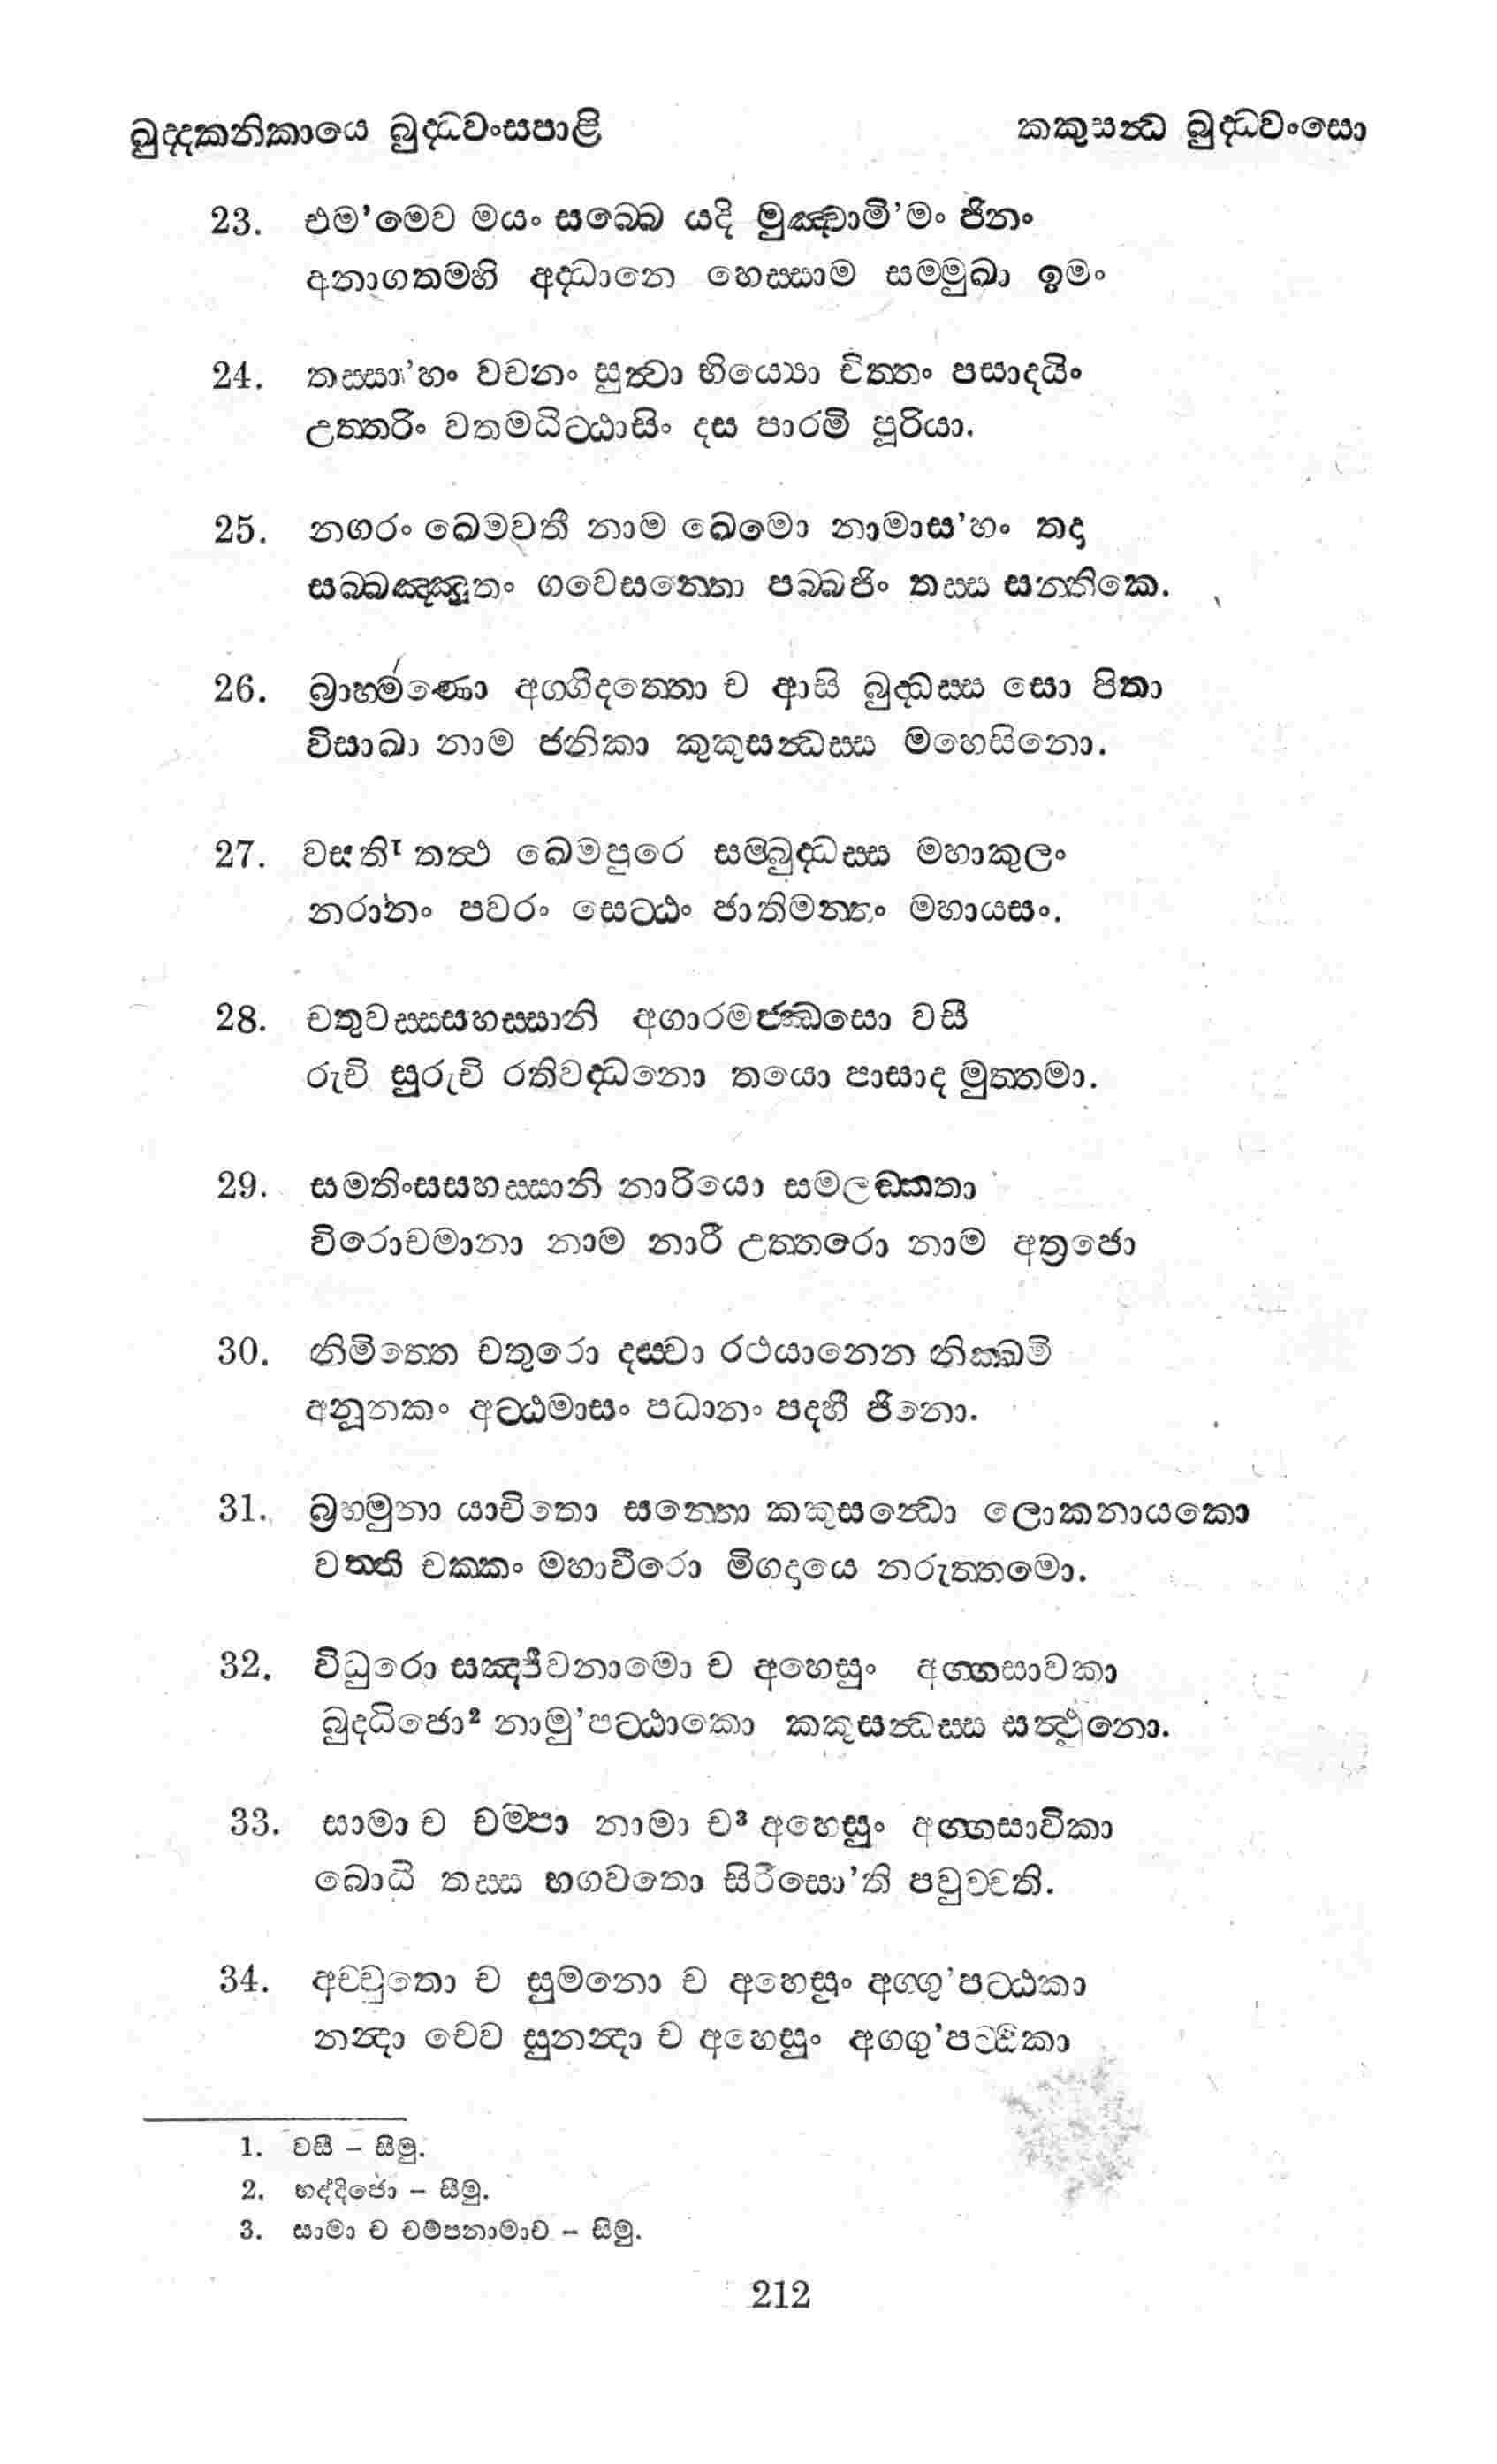 ඛුද්දකනිකායෙ බුද්ධවංසපාළි කකුසන්ධ බුද්ධවංසො
23. එම'මෙව මයං සබ්බෙ යදි මුඤ්චාමි'මං ජිනං
අනාගතම්හි අද්ධානෙ හෙස්සාම සම්මුඛා ඉමං
24. තස්සා'හං වචනං සුත්වා භිය්‍යො චිත්තං පසාදයිං
උත්තරිං වතමධිට්ඨාසිං දස පාරමි පූරියා.
25. නගරං ඛෙමවතී නාම ඛෙමො නාමාස'හං තදා
සබ්බඤ්ඤුතං ගවෙසන්තො පබ්බජිං තස්ස සන්තිකෙ.
26. බ්‍රාහ්මණො අග්ගිදත්තො ච ආසි බුද්ධස්ස සො පිතා
විසාඛා නාම ජනිකා කුකුසන්ධස්ස මහෙසිනො.
27. වසති¹ තත්ථ ඛෙමපුරෙ සම්බුද්ධස්ස මහාකුලං
නරානං පවරං සෙට්ඨං ජාතිමන්තං මහායසං.
28. චතුවස්සසහස්සානි අගාරමජ්ඣසො වසී
රුචි සුරුචි රතිවද්ධනො තයො පාසාද මුත්තමා.
29. සමතිංසසහස්සානි නාරියො සමලඞ්කතා
විරොචමානා නාම නාරී උත්තරො නාම අත්‍රජො
30. නිමිත්තෙ චතුරො දිස්වා රථයානෙන නික්ඛමි
අනූනකං අට්ඨමාසං පධානං පදහී ජිනො.
31. බ්‍රහ්මුනා යාචිතො සන්තො කකුසන්ධො ලොකනායකො
වත්ති චක්කං මහාවීරො මිගදායෙ නරුත්තමො.
32. විධුරො සඤ්ජීවනාමො ච අහෙසුං අග්ගසාවකා
බුද්ධිජො² නාමු'පට්ඨාකො කකුසන්ධස්ස සත්ථුනො.
33. සාමා ච චම්පා නාමා ච³ අහෙසුං අග්ගසාවිකා
බොධි තස්ස භගවතො සිරීසො'ති පවුච්චති.
34. අච්චුතො ච සුමනො ච අහෙසුං අග්ගු'පට්ඨකා
නන්දා චෙව සුනන්දා ච අහෙසුං අග්ගු'පට්ඨිකා
1. වසී – සීමු.
2. භද්දිජො – සීමු.
3. සාමා ච චම්පනාමාච – සිමු.
212